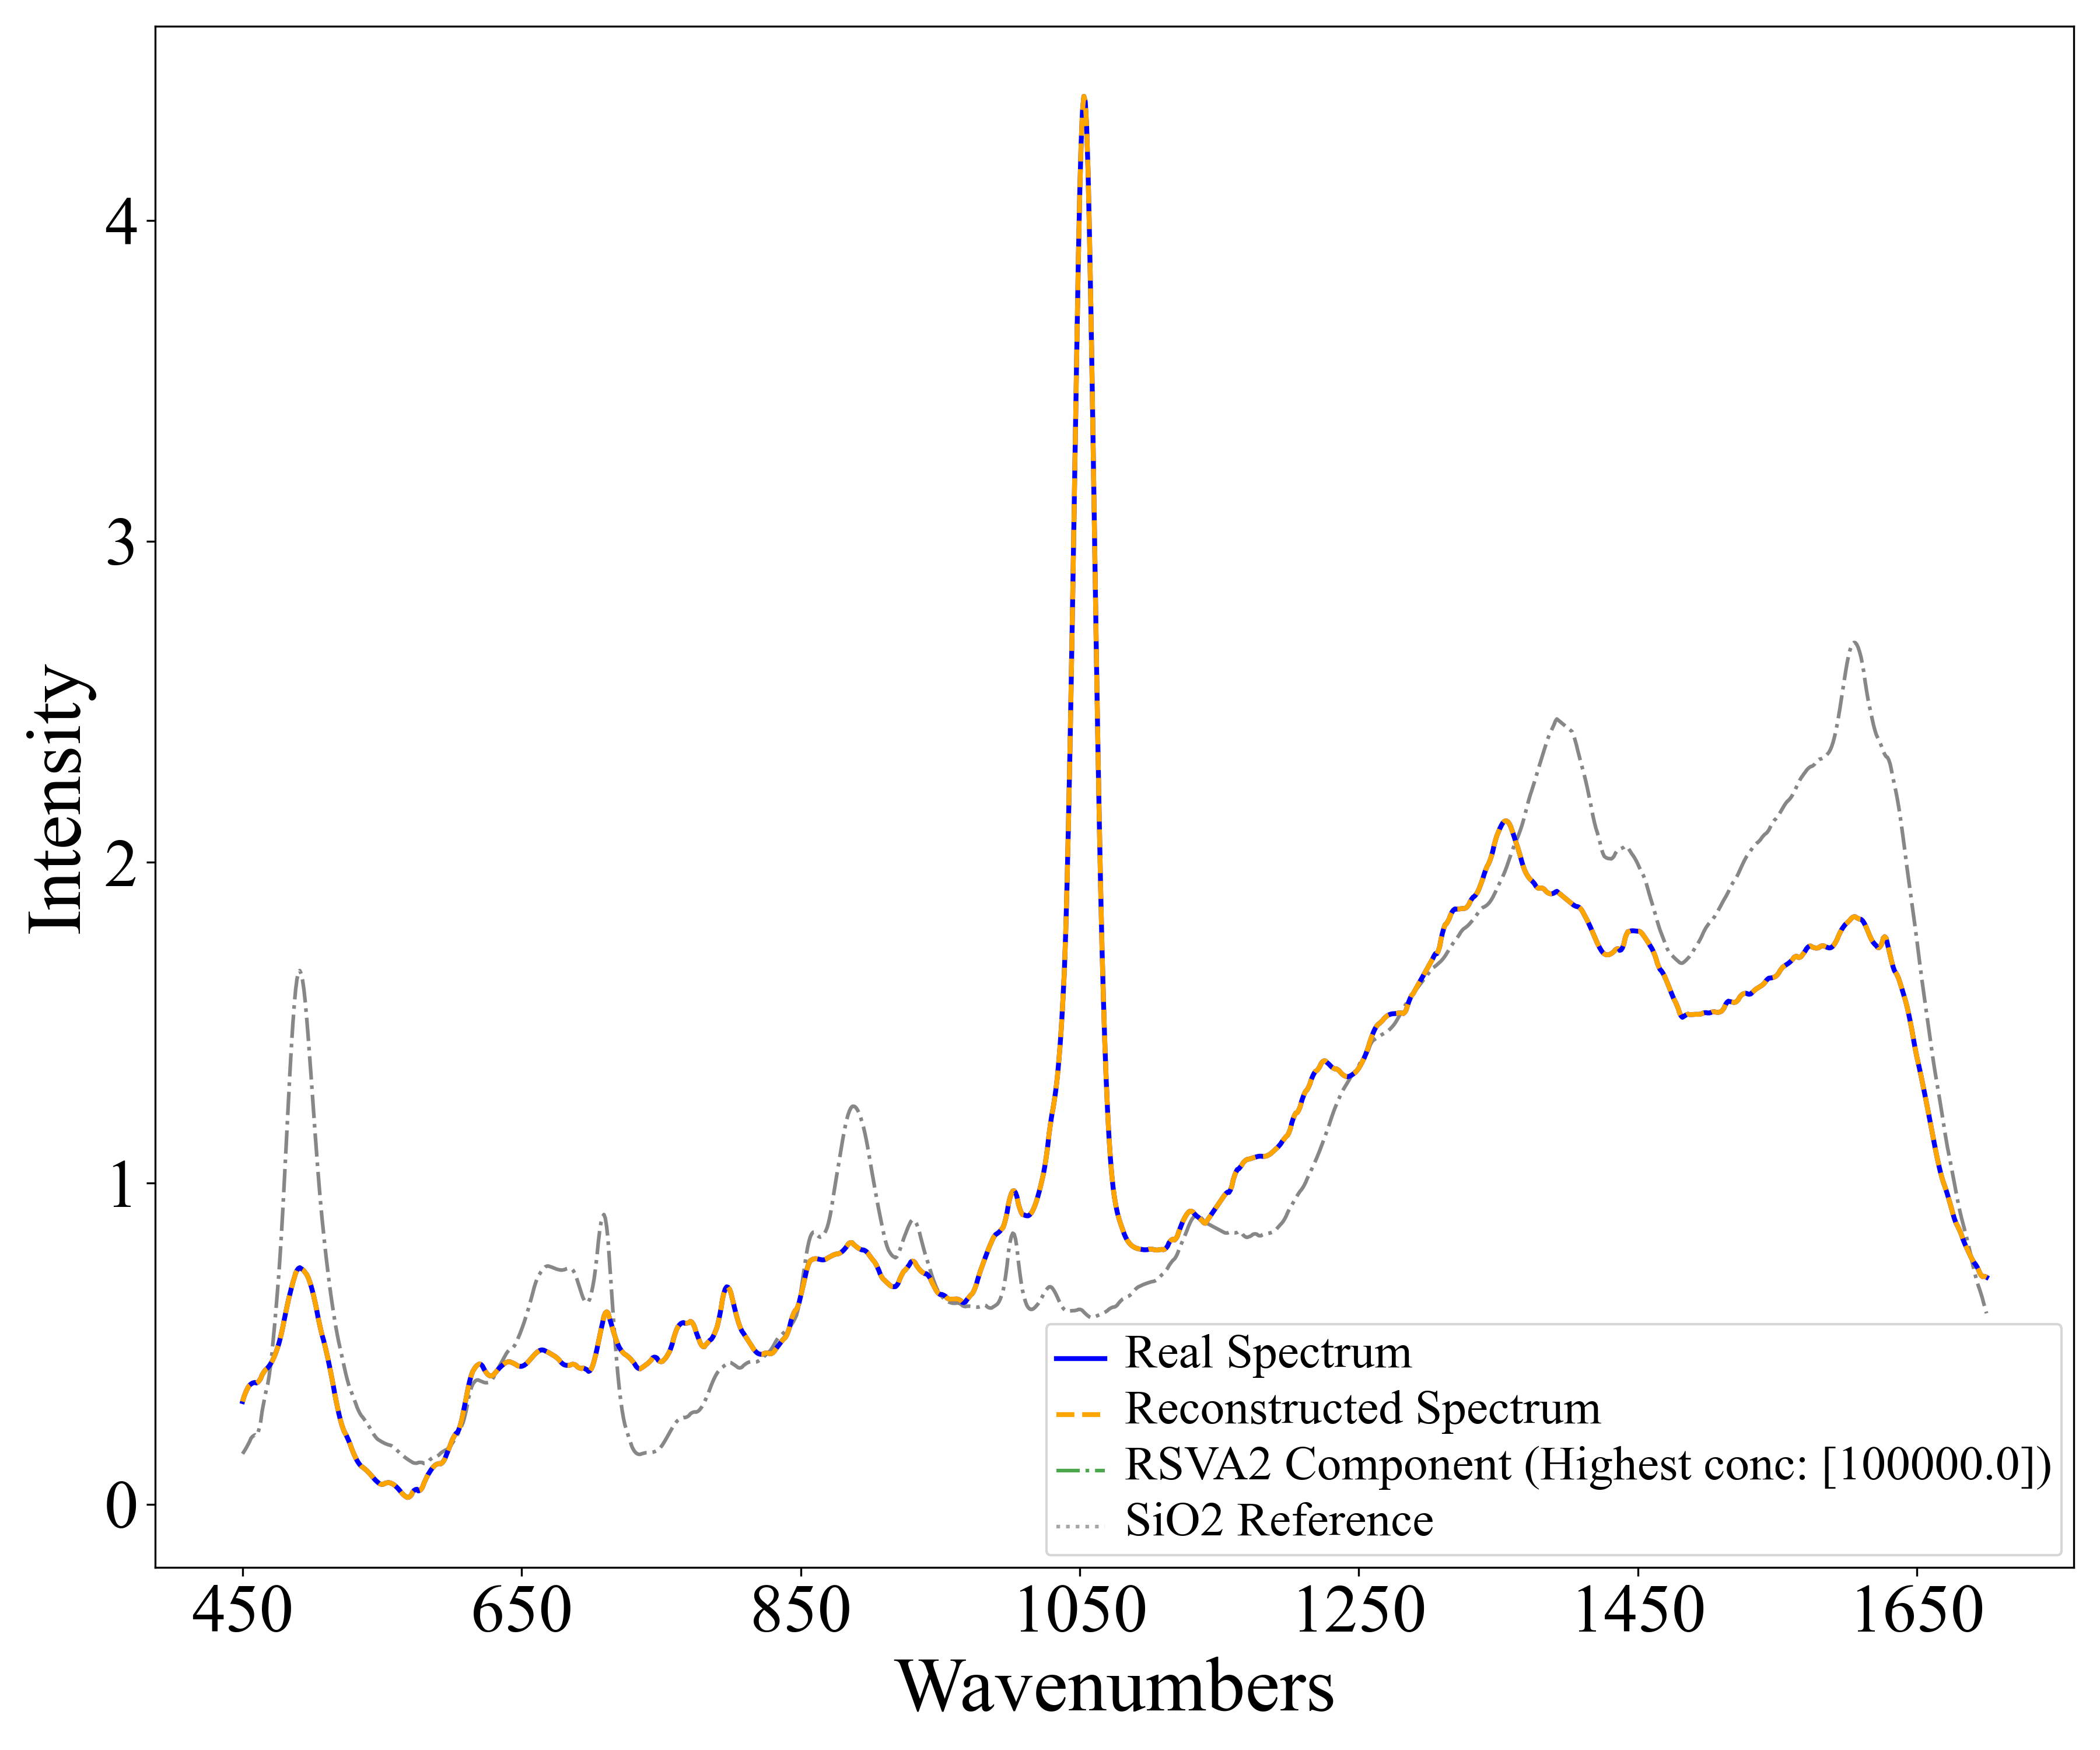 Intensity
4
3
2
1
0
450 650 850 1050 1250 1450 1650
Wavenumbers
Real Spectrum
Reconstructed Spectrum
RSVA2 Component (Highest conc: [100000.0])
SiO2 Reference